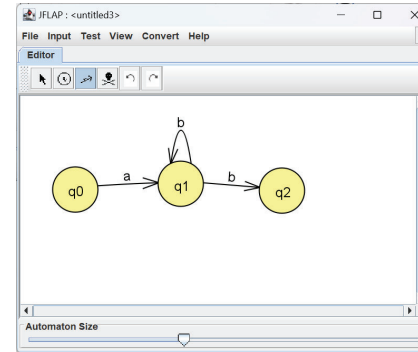 JFLAP : <untitled3>
File Input Test View Convert Help
Editor
b
a
b
q0
q1
q2
Automaton Size